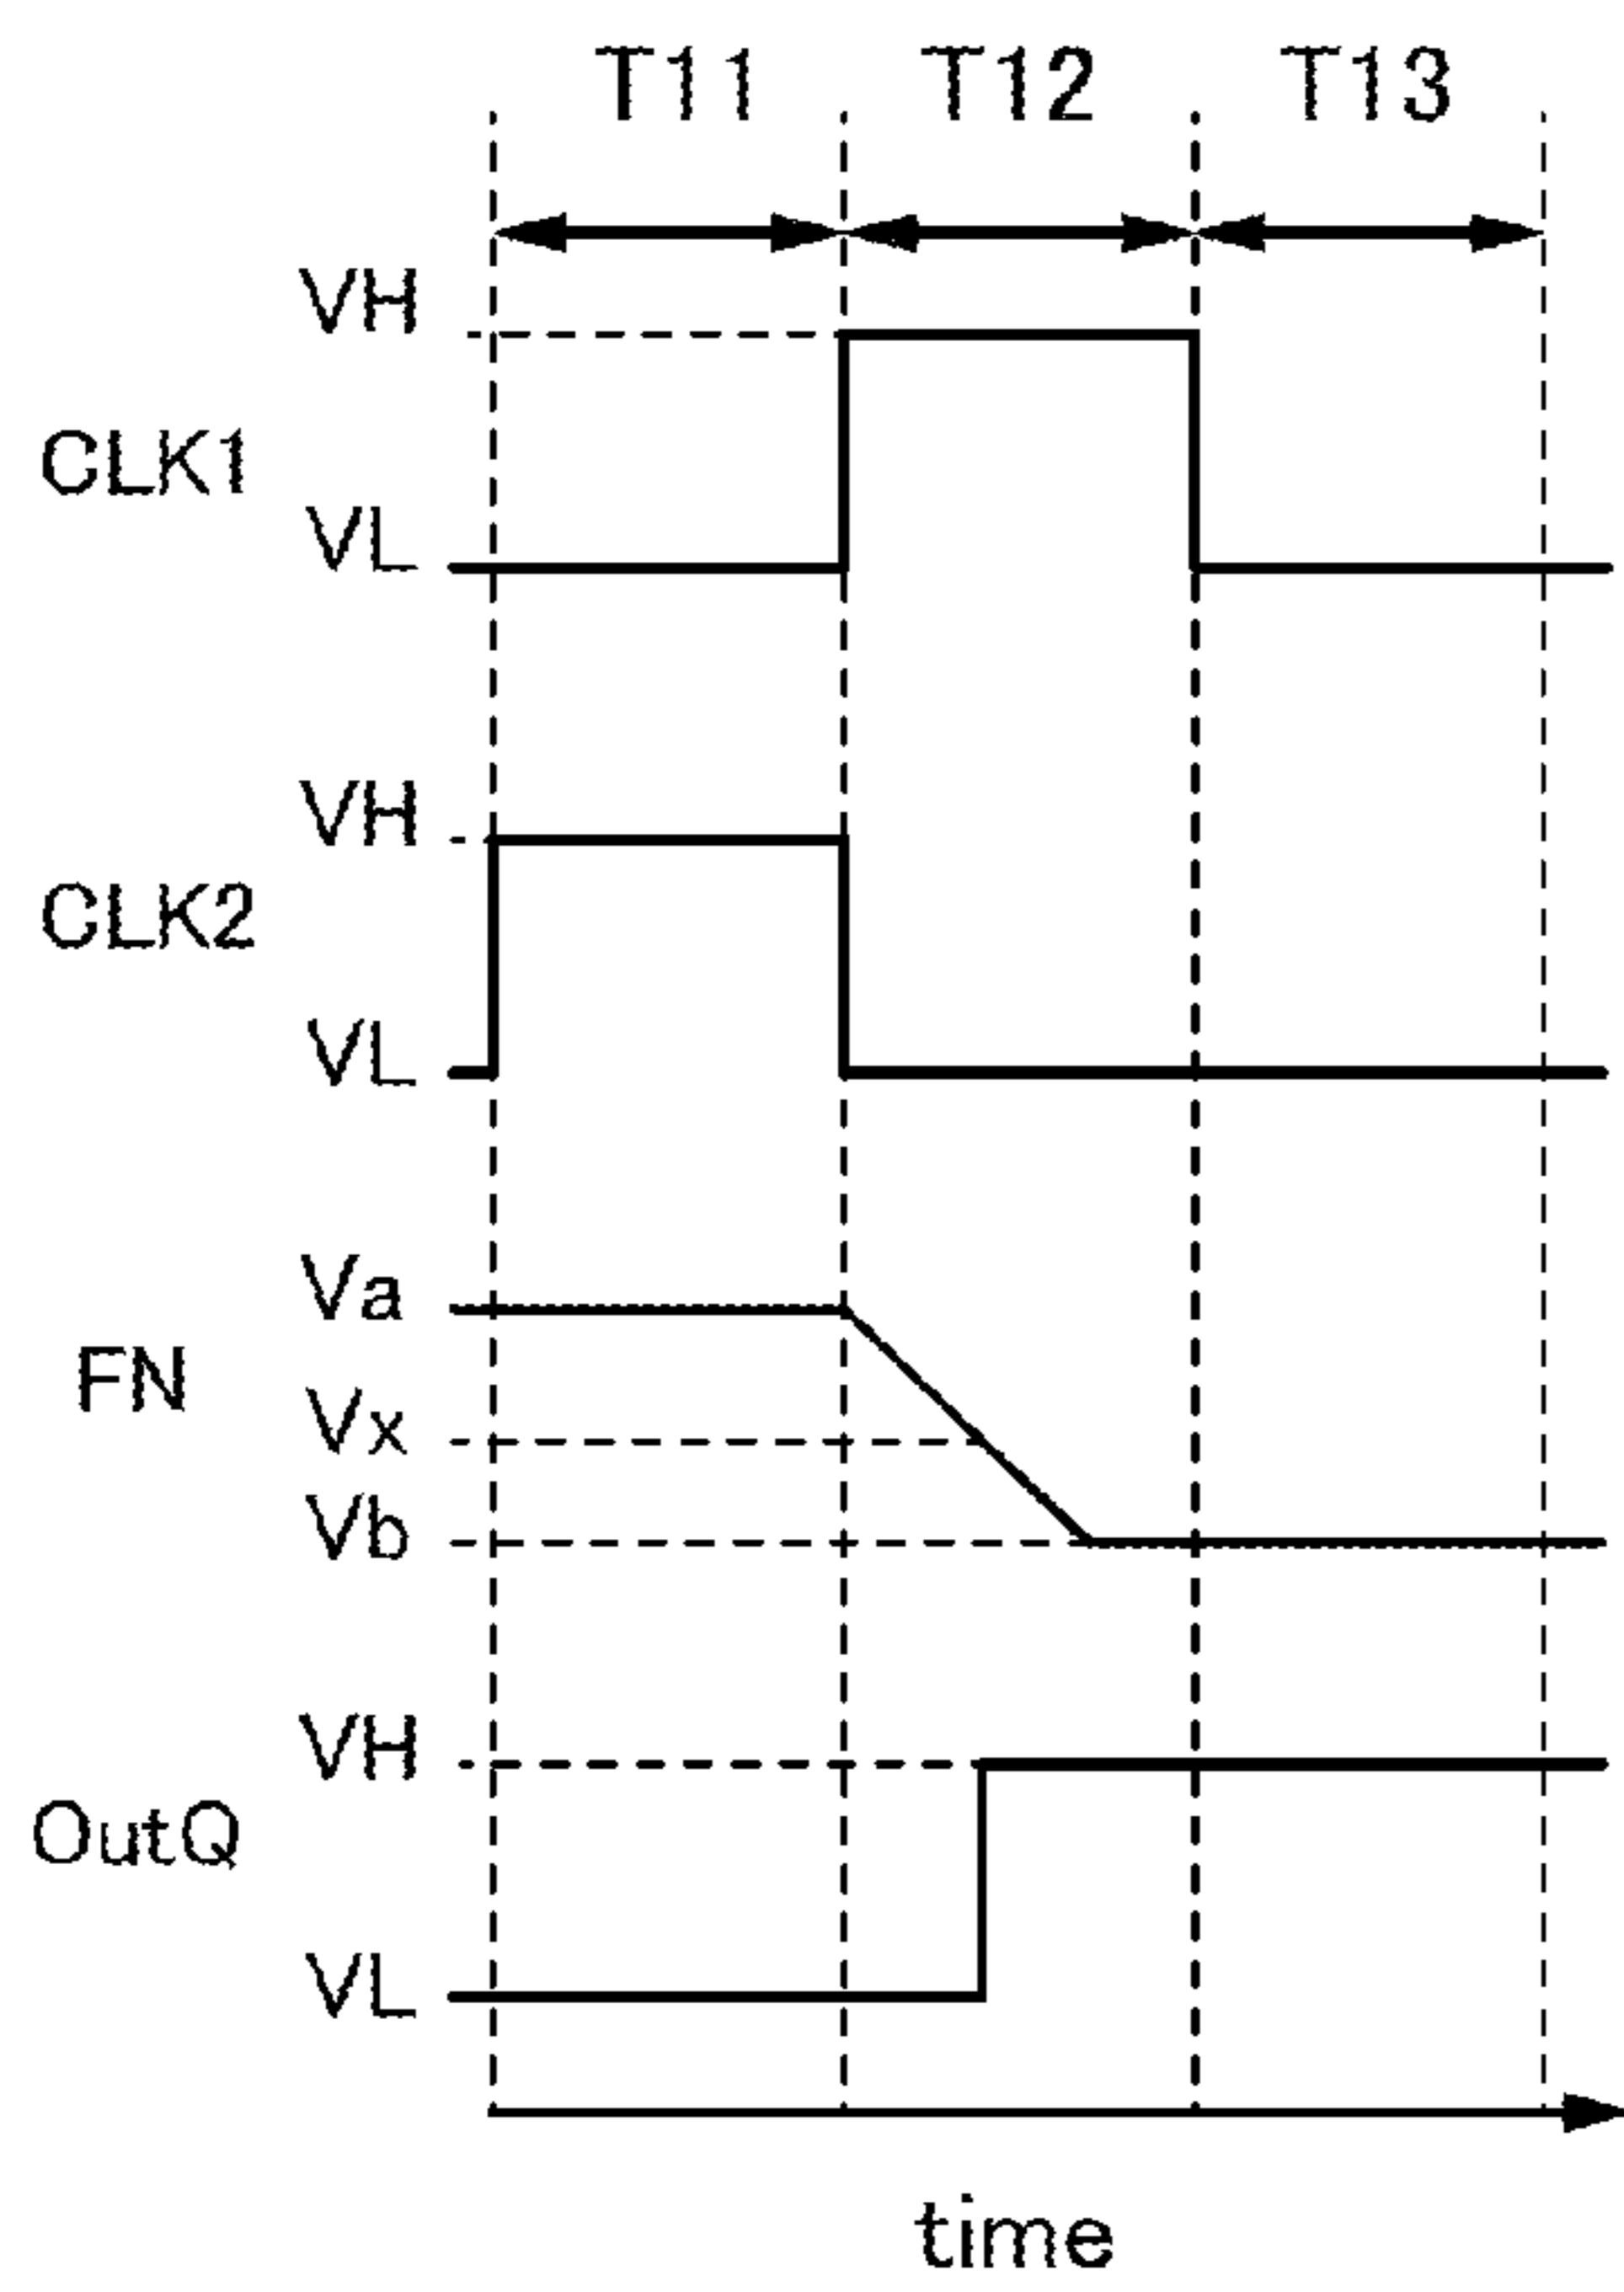 T11 T12 T13
VH
CLK1
VL
VH
CLK2
VL
Va
FN
Vx
Vb
VH
OutQ
VL
time